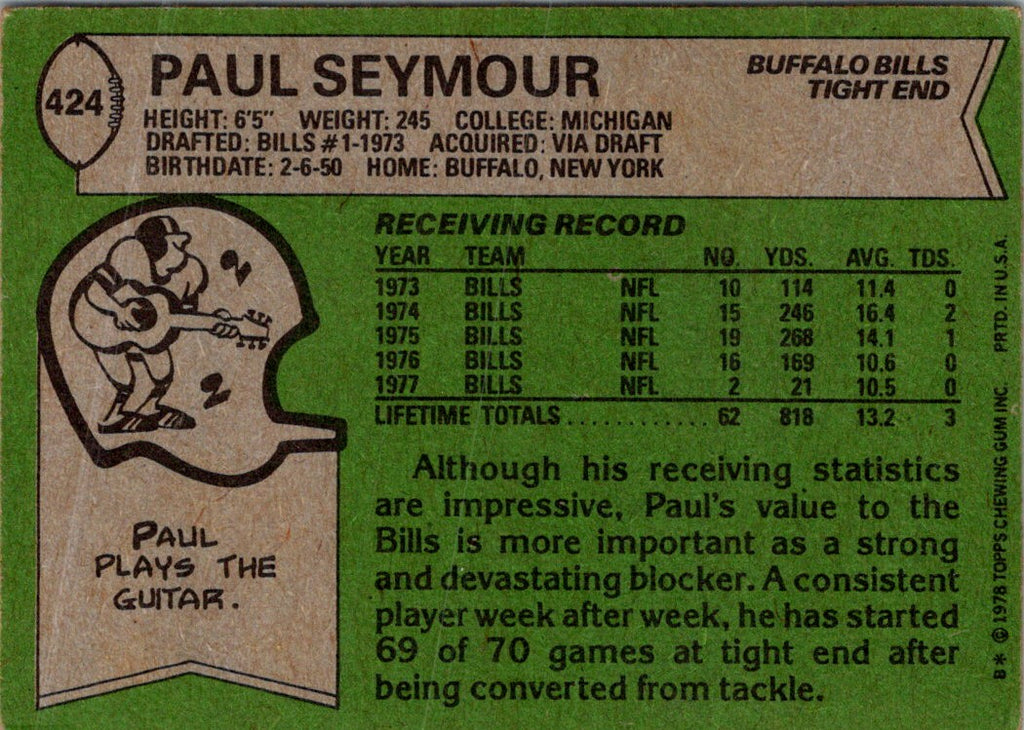 424
PAUL SEYMOUR
BUFFALO BILLS
TIGHT END
HEIGHT: 6'5" WEIGHT: 245 COLLEGE: MICHIGAN
DRAFTED: BILLS #1-1973 ACQUIRED: VIA DRAFT
BIRTHDATE: 2-6-50 HOME: BUFFALO, NEW YORK
RECEIVING RECORD
YEAR TEAM NO. YDS. AVG. TDS.
1973 BILLS NFL 10 114 11.4 0
1974 BILLS NFL 15 246 16.4 2
1975 BILLS NFL 19 268 14.1 1
1976 BILLS NFL 16 169 10.6 0
1977 BILLS NFL 2 21 10.5 0
LIFETIME TOTALS............ 62 818 13.2 3
Although his receiving statistics
are impressive, Paul's value to the
Bills is more important as a strong
and devastating blocker. A consistent
player week after week, he has started
69 of 70 games at tight end after
being converted from tackle.
PAUL
PLAYS THE
GUITAR.
B* © 1978 TOPPS CHEWING GUM INC. PRTD. IN U.S.A.